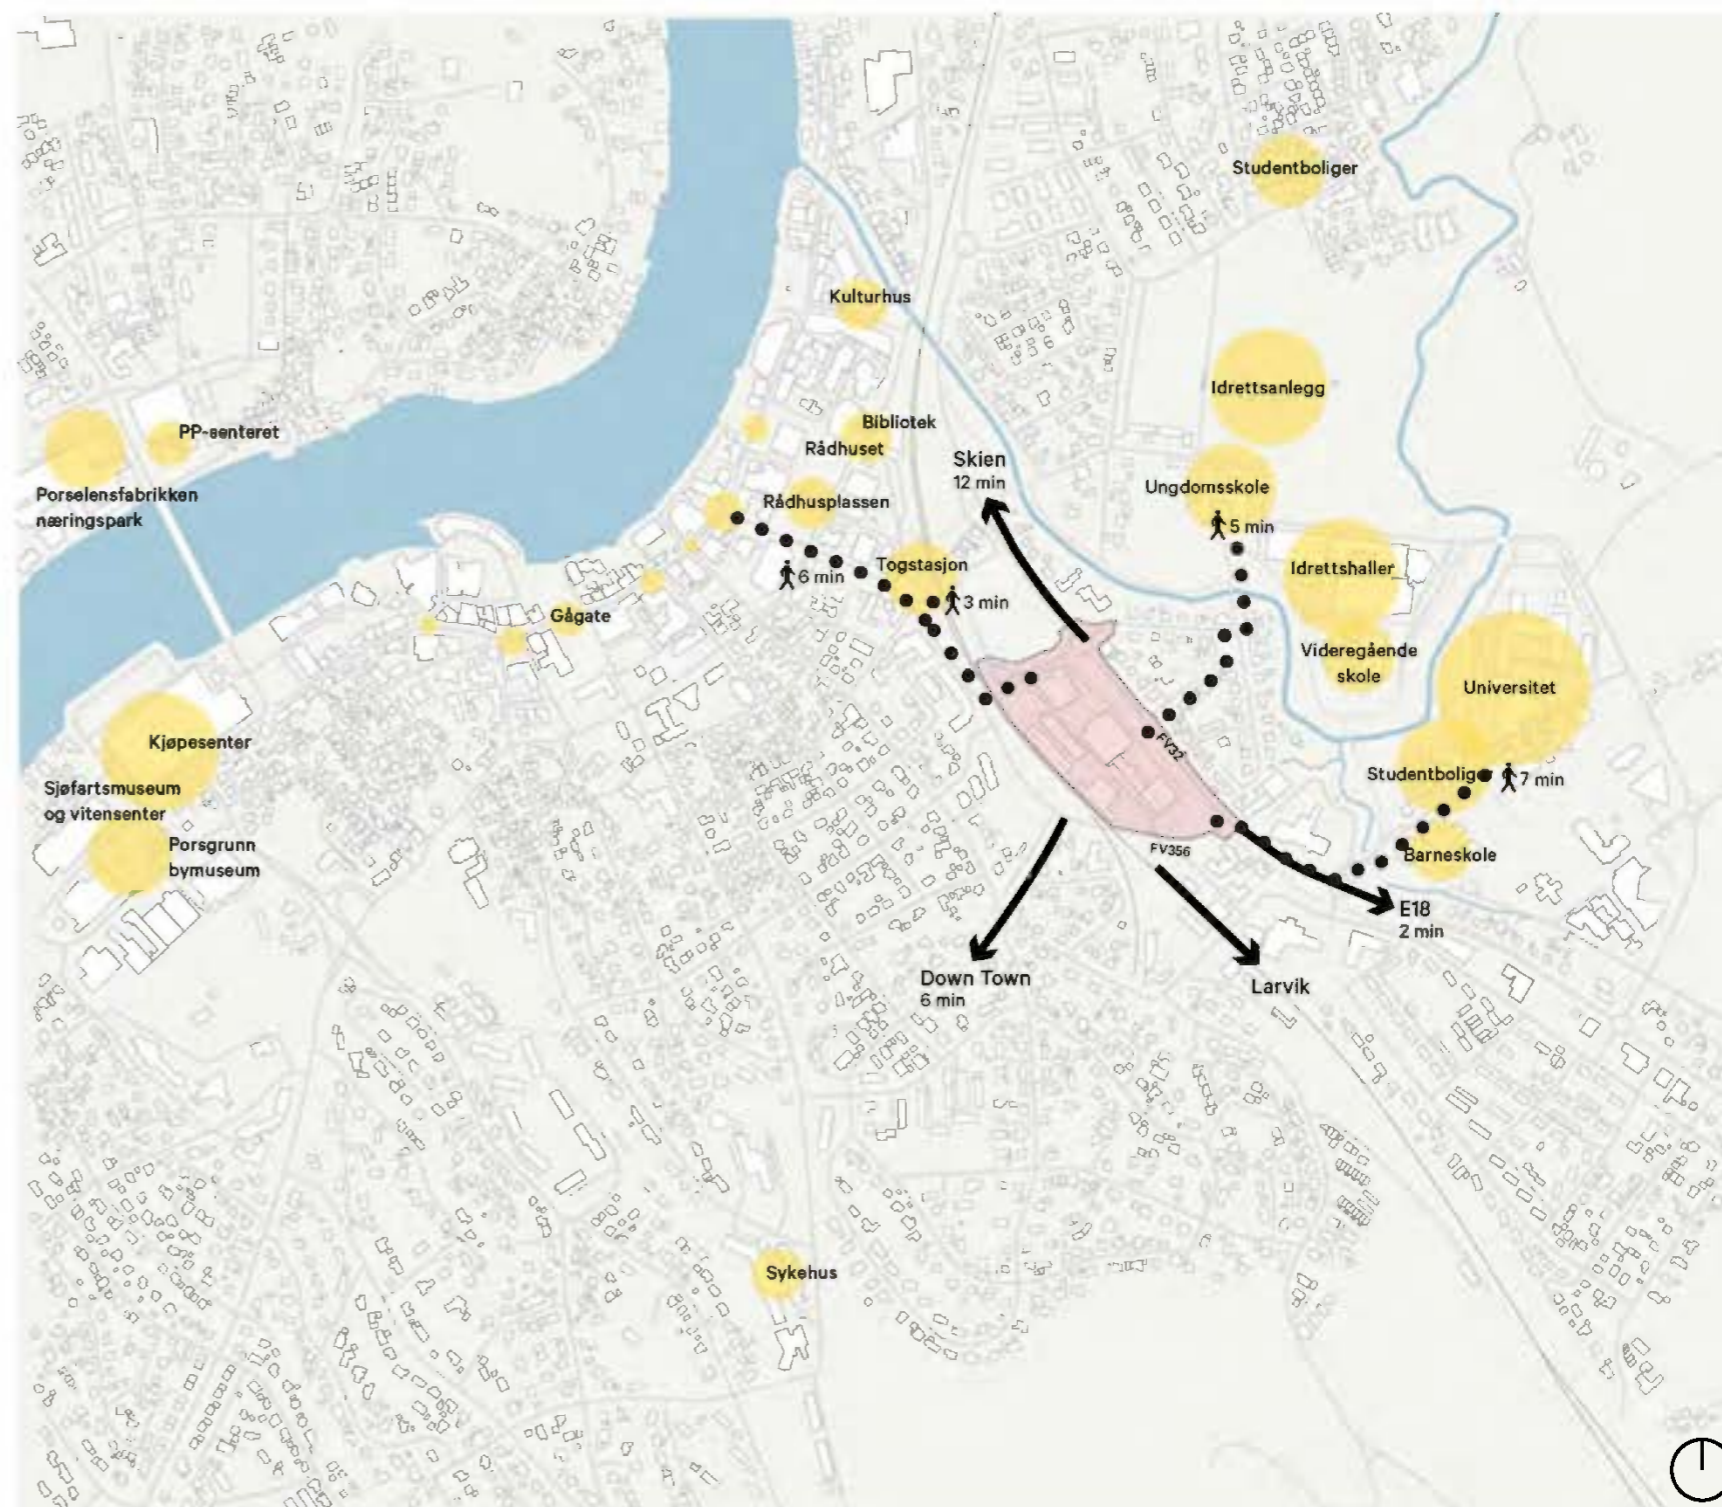 Studentboliger
Kulturhus
Idrettsanlegg
Bibliotek
PP-senteret
Rådhuset
Skien
12 min
Ungdomsskole
5 min
Porselensfabrikken
næringspark
Rådhusplassen
Togstasjon
6 min
3 min
Idrettshaller
Gågate
Videregående
skole
Universitet
Kjøpesenter
FV32
Studentboliger
7 min
Sjøfartsmuseum
og vitensenter
Porsgrunn
bymuseum
FV356
Barneskole
E18
2 min
Down Town
6 min
Larvik
Sykehus